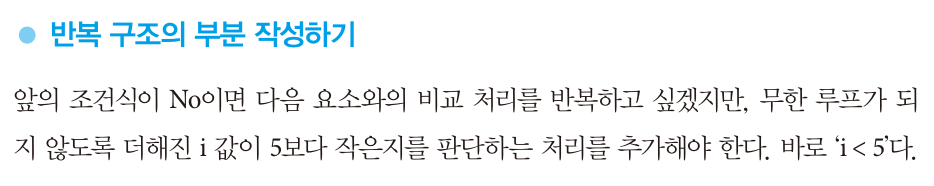 ● 반복 구조의 부분 작성하기
앞의 조건식이 No이면 다음 요소와의 비교 처리를 반복하고 싶겠지만, 무한 루프가 되
지 않도록 더해진 i 값이 5보다 작은지를 판단하는 처리를 추가해야 한다. 바로 ‘i < 5’다.